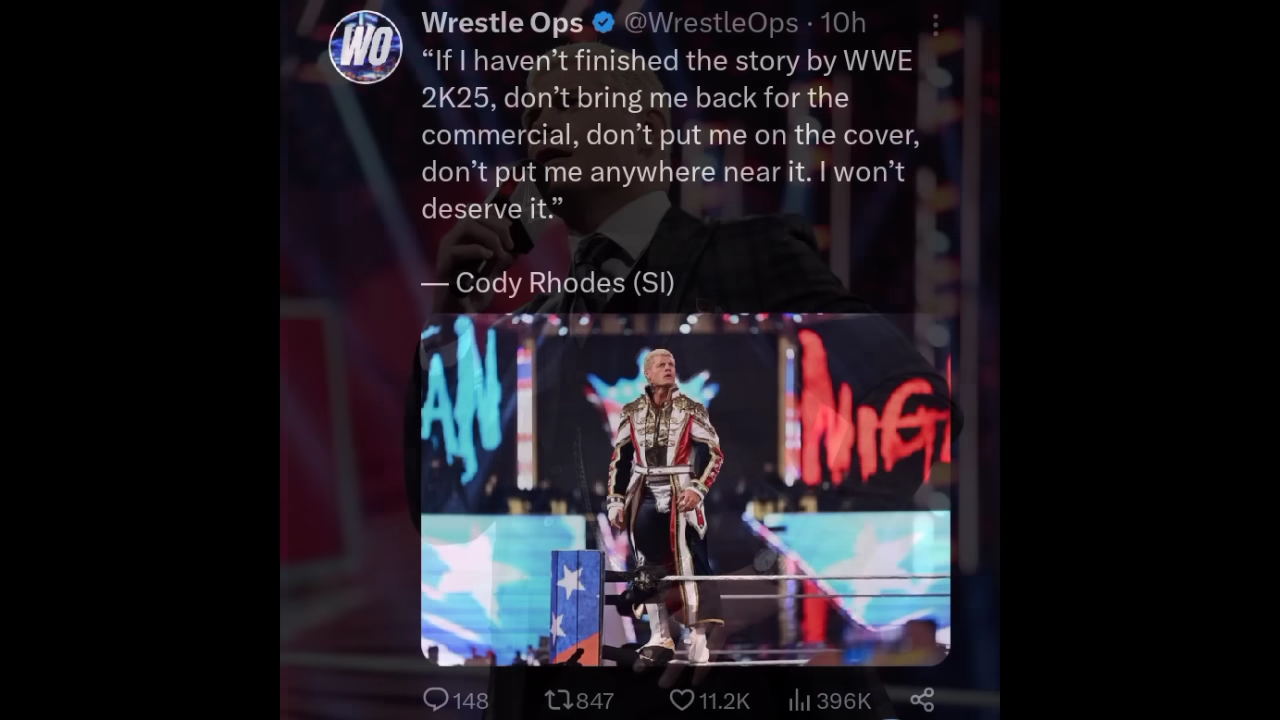 WO
Wrestle Ops @WrestleOps · 10h
“If I haven’t finished the story by WWE
2K25, don’t bring me back for the
commercial, don’t put me on the cover,
don’t put me anywhere near it. I won’t
deserve it.”
— Cody Rhodes (SI)
AN NIGH
148 847 11.2K 396K